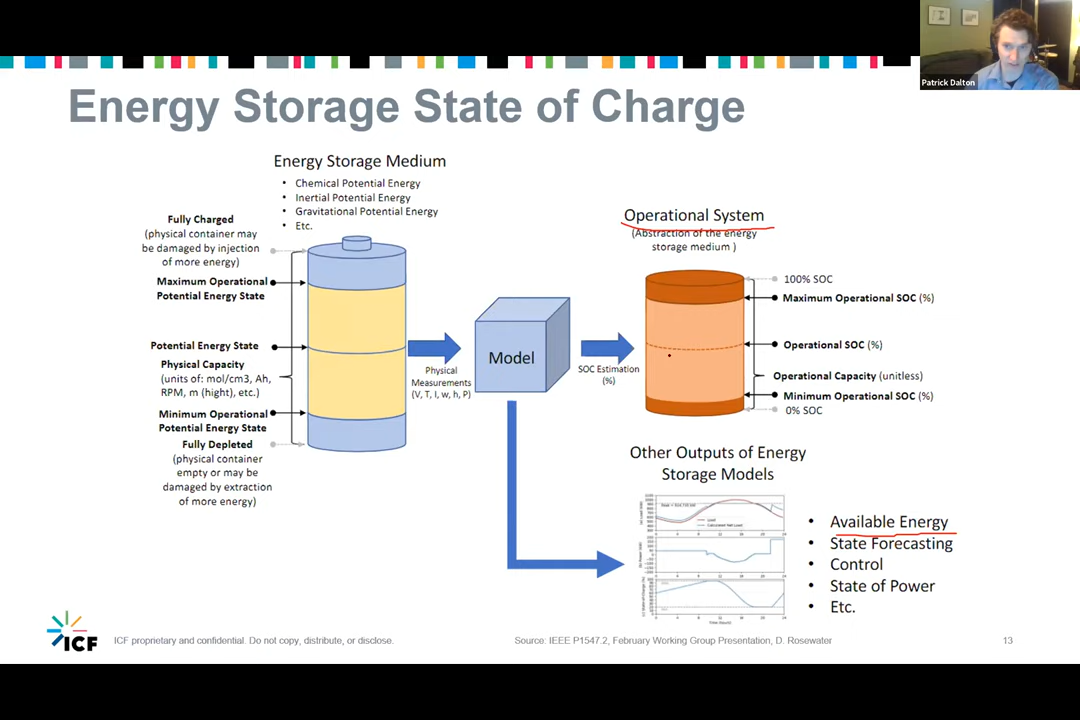 Patrick Dalton
Energy Storage State of Charge
Energy Storage Medium
• Chemical Potential Energy
• Inertial Potential Energy
• Gravitational Potential Energy
• Etc.
Fully Charged
(physical container may
be damaged by injection
of more energy)
Maximum Operational
Potential Energy State
Potential Energy State
Physical Capacity
(units of: mol/cm3, Ah,
RPM, m (hight), etc.)
Minimum Operational
Potential Energy State
Fully Depleted
(physical container
empty or may be
damaged by extraction
of more energy)
Physical
Measurements
(V, T, I, w, h, P)
Model
SOC Estimation
(%)
Operational System
(Abstraction of the energy
storage medium )
100% SOC
Maximum Operational SOC (%)
Operational SOC (%)
Operational Capacity (unitless)
Minimum Operational SOC (%)
0% SOC
Other Outputs of Energy
Storage Models
• Available Energy
• State Forecasting
• Control
• State of Power
• Etc.
ICF
ICF proprietary and confidential. Do not copy, distribute, or disclose.
Source: IEEE P1547.2, February Working Group Presentation, D. Rosewater
13